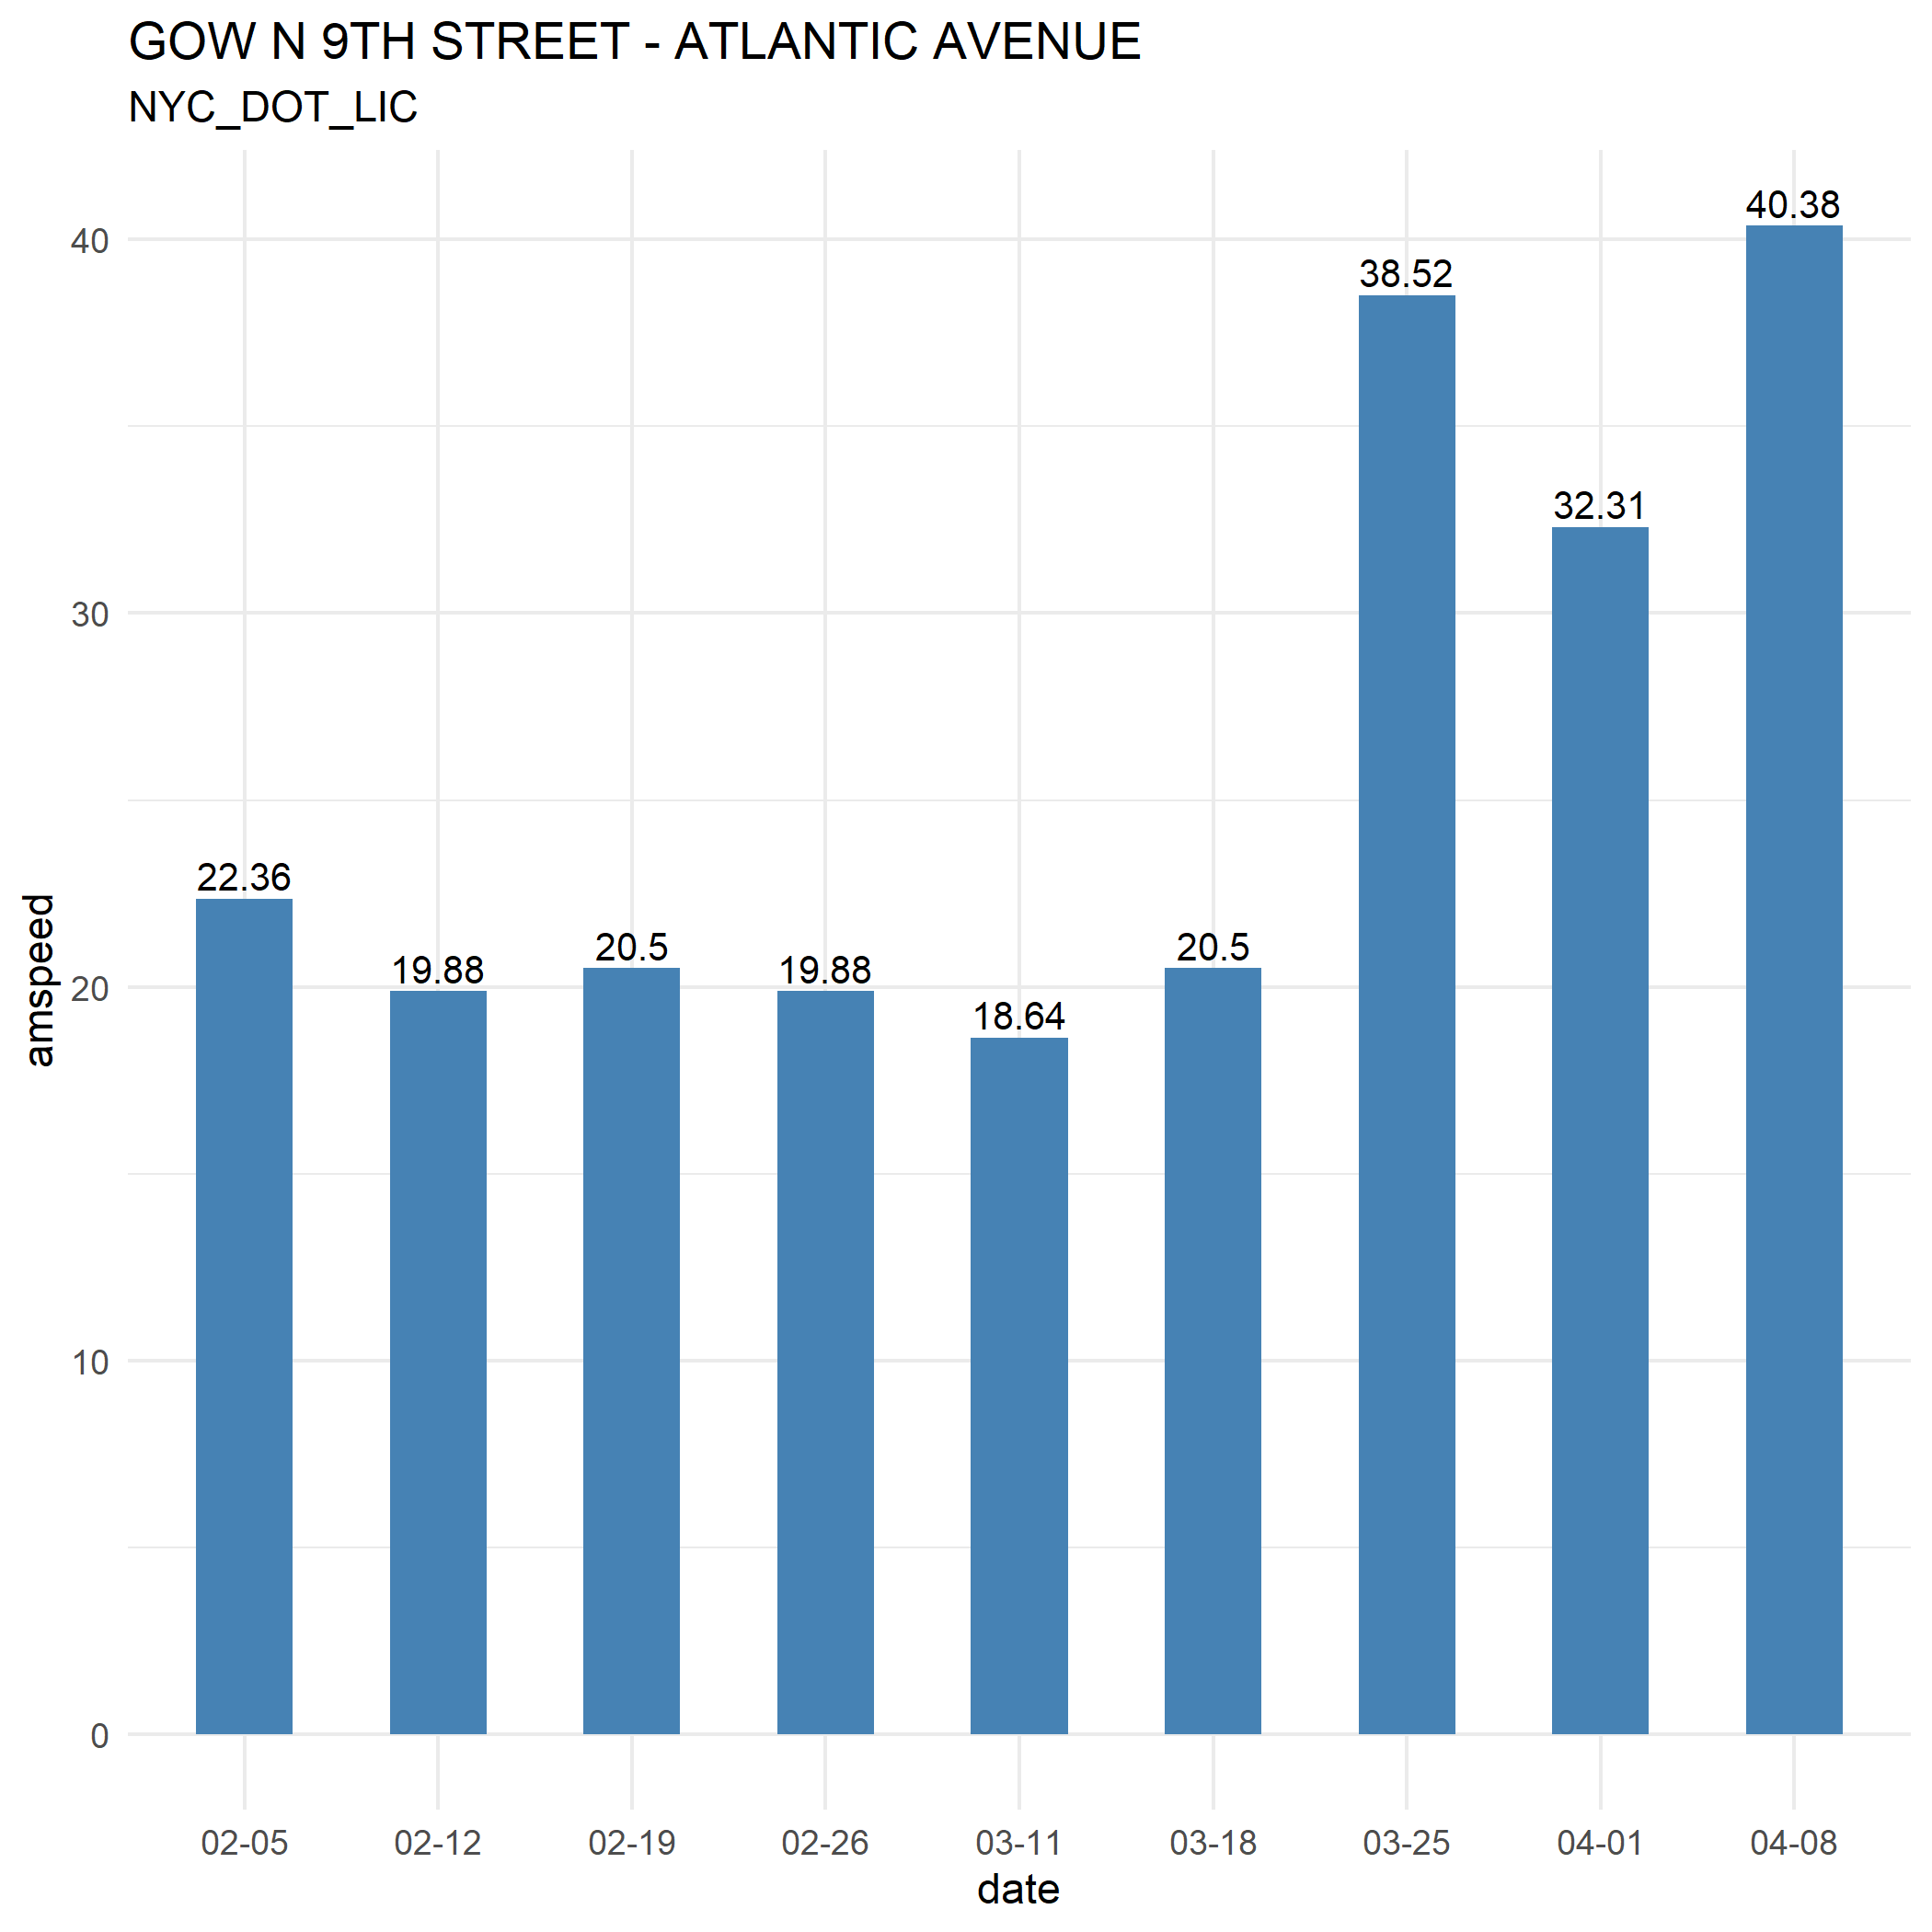 GOW N 9TH STREET - ATLANTIC AVENUE
NYC_DOT_LIC
40.38
38.52
32.31
22.36
20.5
19.88
19.88
18.64
20.5
amspeed
40
30
20
10
0
02-05 02-12 02-19 02-26 03-11 03-18 03-25 04-01 04-08
date